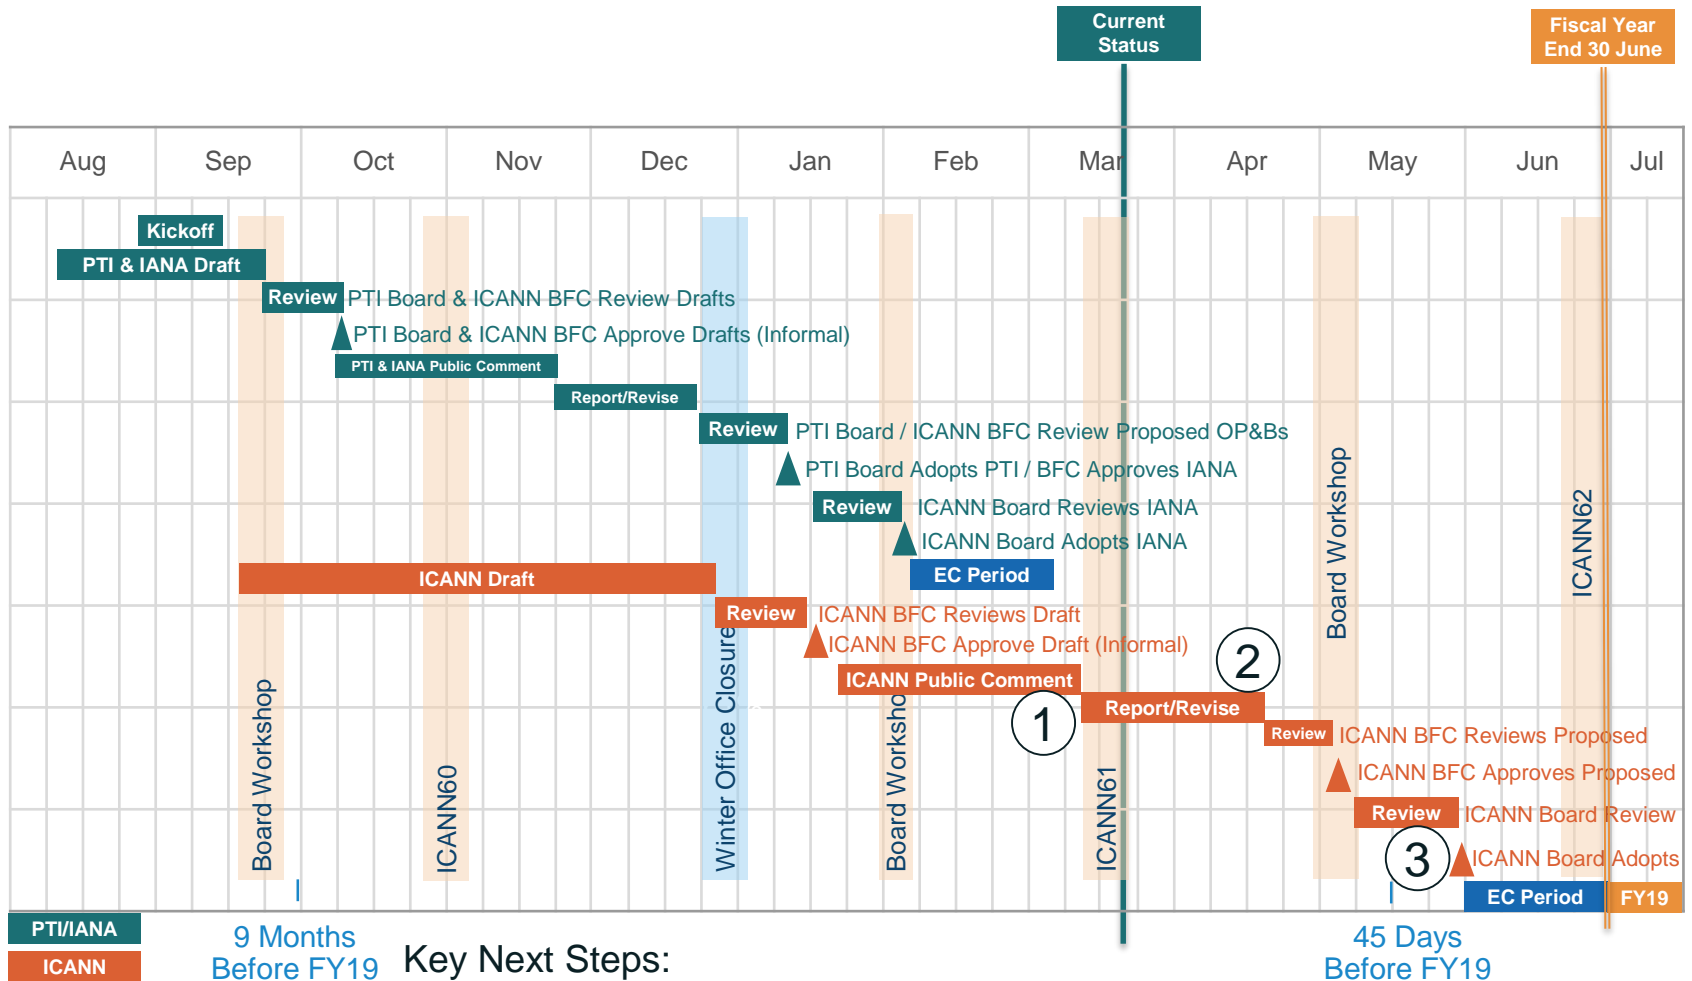 Current
Status
Fiscal Year
End 30 June
Aug Sep Oct Nov Dec Jan Feb Mar Apr May Jun Jul
Kickoff
PTI & IANA Draft
Review PTI Board & ICANN BFC Review Drafts
PTI Board & ICANN BFC Approve Drafts (Informal)
PTI & IANA Public Comment
Report/Revise
Review PTI Board / ICANN BFC Review Proposed OP&Bs
PTI Board Adopts PTI / BFC Approves IANA
Review ICANN Board Reviews IANA
ICANN Board Adopts IANA
ICANN Draft
EC Period
Review ICANN BFC Reviews Draft
ICANN BFC Approve Draft (Informal)
2
ICANN Public Comment
1
Report/Revise
Review ICANN BFC Reviews Proposed
ICANN BFC Approves Proposed
Review ICANN Board Review
3
ICANN Board Adopts
EC Period
FY19
Board Workshop
ICANN60
Winter Office Closure
Board Workshop
ICANN61
Board Workshop
ICANN62
PTI/IANA
ICANN
9 Months
Before FY19
Key Next Steps:
45 Days
Before FY19